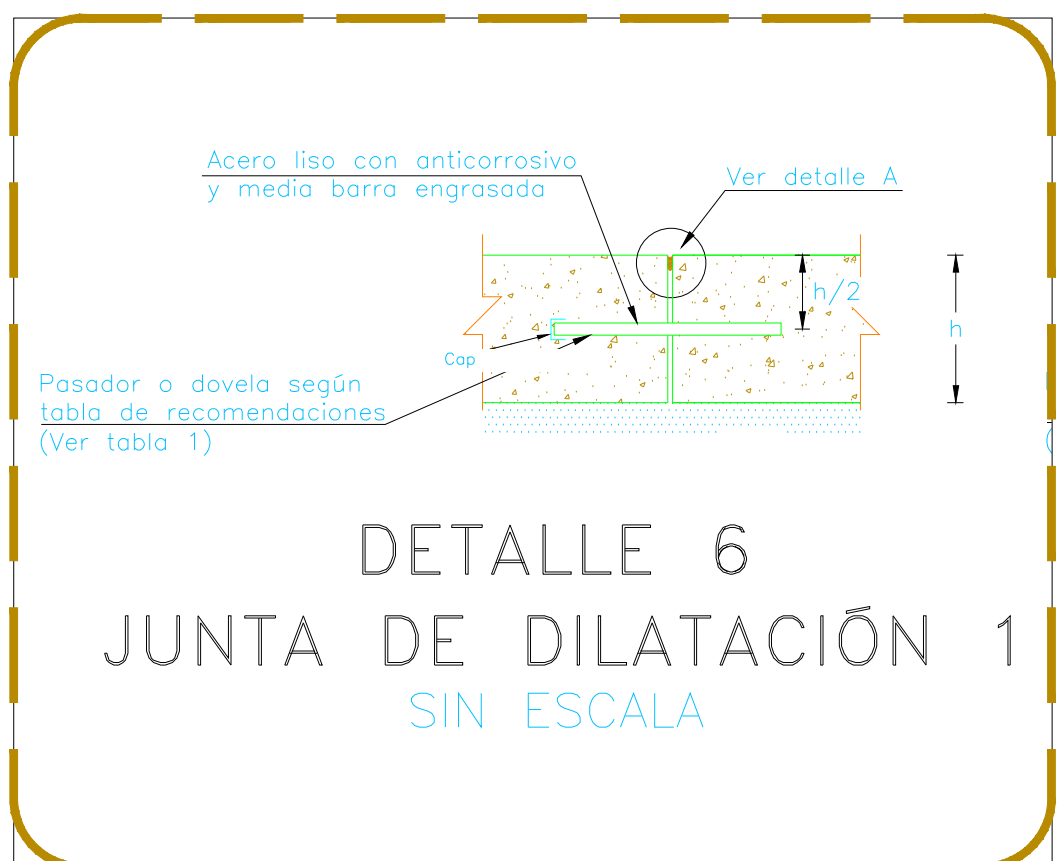 Acero liso con anticorrosivo
y media barra engrasada
Ver detalle A
h/2
h
Cap
Pasador o dovela según
tabla de recomendaciones
(Ver tabla 1)
DETALLE 6
JUNTA DE DILATACIÓN 1
SIN ESCALA